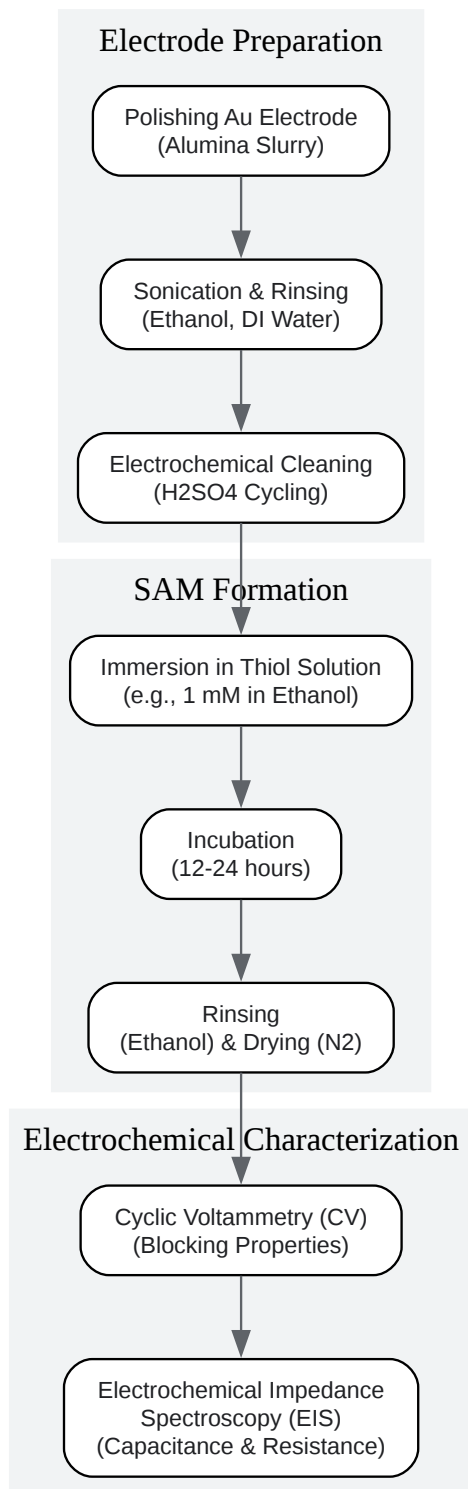 Electrode Preparation
Polishing Au Electrode
(Alumina Slurry)
Sonication & Rinsing
(Ethanol, DI Water)
Electrochemical Cleaning
(H2SO4 Cycling)
SAM Formation
Immersion in Thiol Solution
(e.g., 1 mM in Ethanol)
Incubation
(12-24 hours)
Rinsing
(Ethanol) & Drying (N2)
Electrochemical Characterization
Cyclic Voltammetry (CV)
(Blocking Properties)
Electrochemical Impedance
Spectroscopy (EIS)
(Capacitance & Resistance)